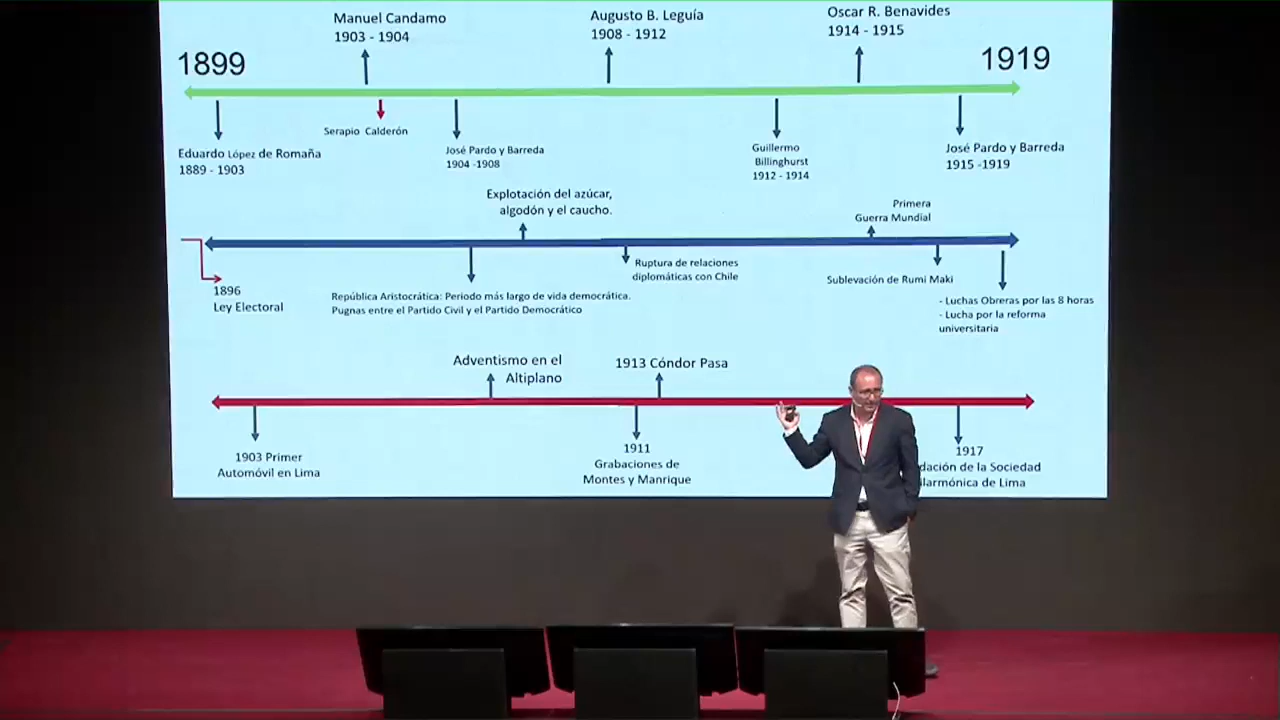 Manuel Candamo
1903 - 1904
Augusto B. Leguía
1908 - 1912
Oscar R. Benavides
1914 - 1915
1899
1919
Serapio Calderón
Eduardo López de Romaña
1889 - 1903
José Pardo y Barreda
1904 -1908
Guillermo
Billinghurst
1912 - 1914
José Pardo y Barreda
1915 -1919
Explotación del azúcar,
algodón y el caucho.
Primera
Guerra Mundial
1896
Ley Electoral
República Aristocrática: Periodo más largo de vida democrática.
Pugnas entre el Partido Civil y el Partido Democrático
Ruptura de relaciones
diplomáticas con Chile
Sublevación de Rumi Maki
- Luchas Obreras por las 8 horas
- Lucha por la reforma
universitaria
Adventismo en el
Altiplano
1913 Cóndor Pasa
1903 Primer
Automóvil en Lima
1911
Grabaciones de
Montes y Manrique
1917
de la Sociedad
de Lima